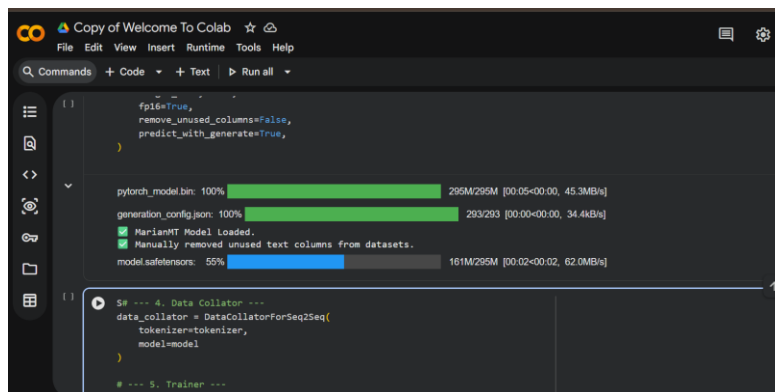 CO
Copy of Welcome To Colab
File Edit View Insert Runtime Tools Help
Commands + Code + Text Run all
[ ]
fp16=True,
remove_unused_columns=False,
predict_with_generate=True,
)
pytorch_model.bin: 100% 295M/295M [00:05<00:00, 45.3MB/s]
generation_config.json: 100% 293/293 [00:00<00:00, 34.4kB/s]
✅ MarianMT Model Loaded.
✅ Manually removed unused text columns from datasets.
model.safetensors: 55% 161M/295M [00:02<00:02, 62.0MB/s]
[ ]
S# --- 4. Data Collator ---
data_collator = DataCollatorForSeq2Seq(
tokenizer=tokenizer,
model=model
)
# --- 5. Trainer ---